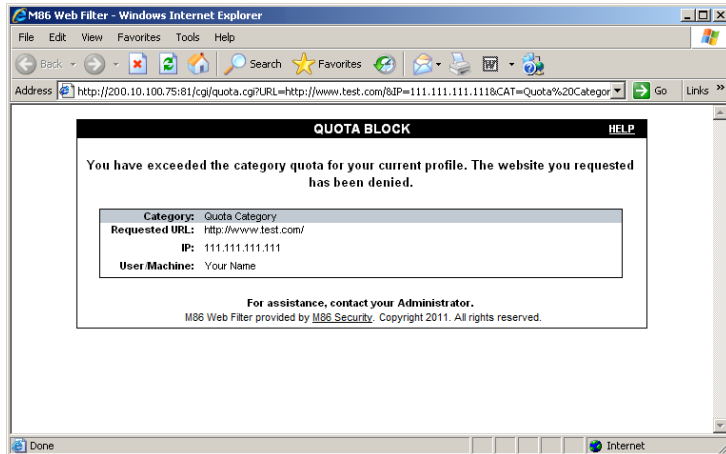 M86 Web Filter - Windows Internet Explorer
File Edit View Favorites Tools Help
Back Search Favorites
Address http://200.10.100.75:81/cgi/quota.cgi?URL=http://www.test.com/&IP=111.111.111.111&CAT=Quota%20Categor Go Links »
QUOTA BLOCK HELP
You have exceeded the category quota for your current profile. The website you requested
has been denied.
Category: Quota Category
Requested URL: http://www.test.com/
IP: 111.111.111.111
User/Machine: Your Name
For assistance, contact your Administrator.
M86 Web Filter provided by M86 Security. Copyright 2011. All rights reserved.
Done Internet